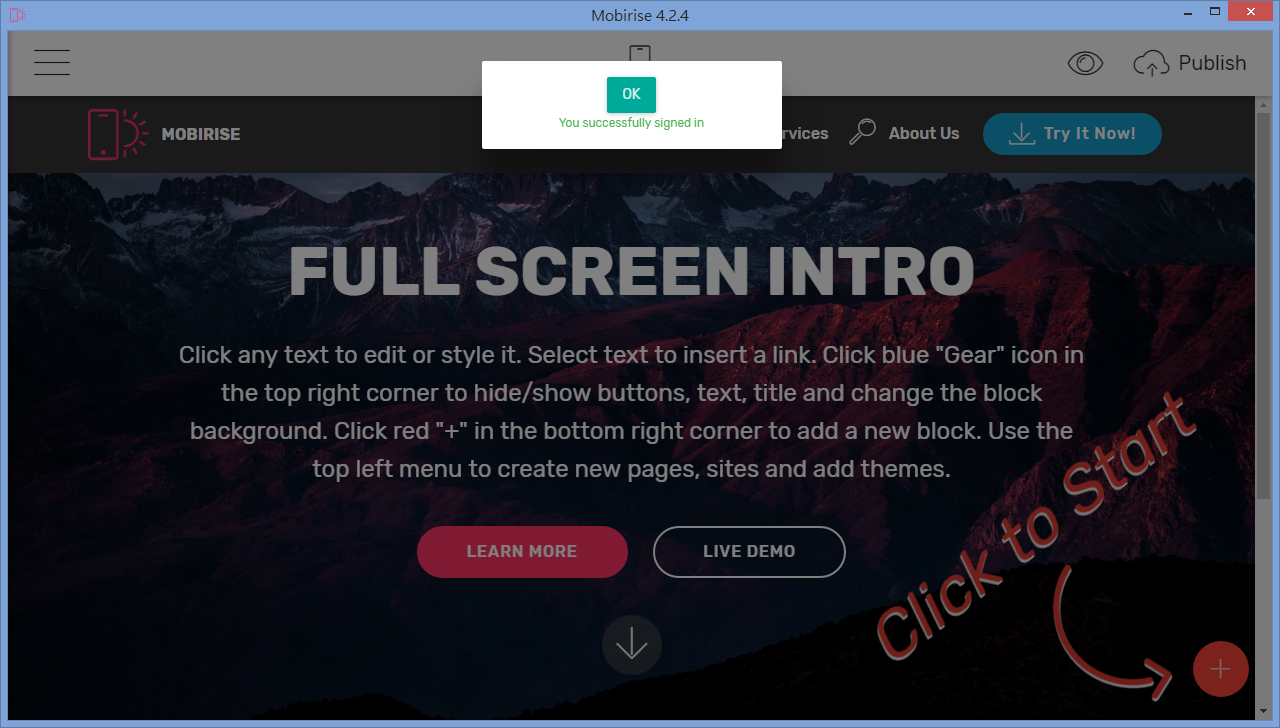 Mobirise 4.2.4
Publish
OK
You successfully signed in
MOBIRISE
About Us
Try It Now!
FULL SCREEN INTRO
Click any text to edit or style it. Select text to insert a link. Click blue "Gear" icon in
the top right corner to hide/show buttons, text, title and change the block
background. Click red "+" in the bottom right corner to add a new block. Use the
top left menu to create new pages, sites and add themes.
LEARN MORE
LIVE DEMO
Click to Start